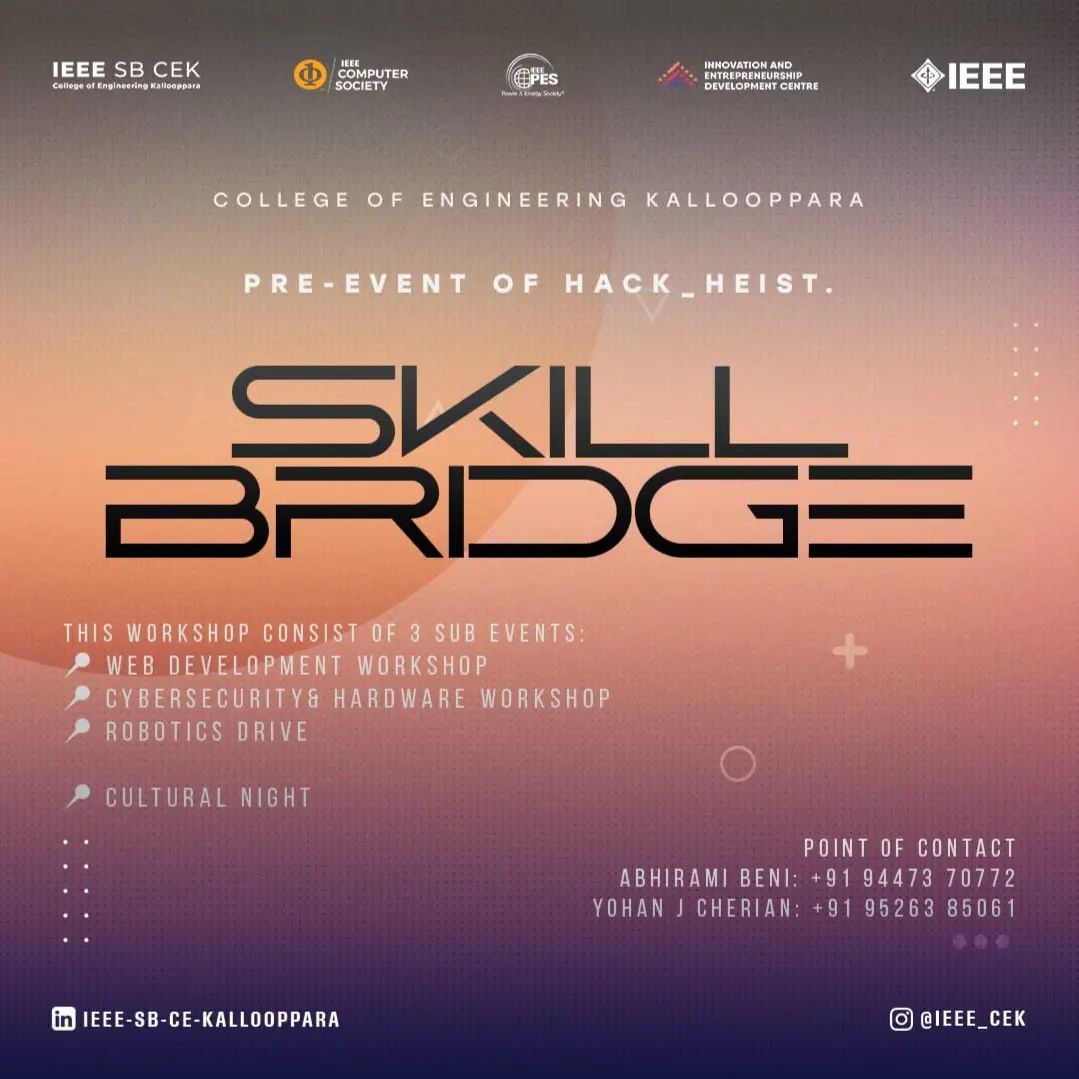 IEEE SB CEK
College of Engineering Kallooppara
IEEE
COMPUTER
SOCIETY
IEEE
PES
Power & Energy Society®
INNOVATION AND
ENTREPRENEURSHIP
DEVELOPMENT CENTRE
IEEE
COLLEGE OF ENGINEERING KALLOOPPARA
PRE-EVENT OF HACK_HEIST.
SKILL
BRIDGE
THIS WORKSHOP CONSIST OF 3 SUB EVENTS:
WEB DEVELOPMENT WORKSHOP
CYBERSECURITY& HARDWARE WORKSHOP
ROBOTICS DRIVE
CULTURAL NIGHT
POINT OF CONTACT
ABHIRAMI BENI: +91 94473 70772
YOHAN J CHERIAN: +91 95263 85061
IEEE-SB-CE-KALLOOPPARA
@IEEE_CEK